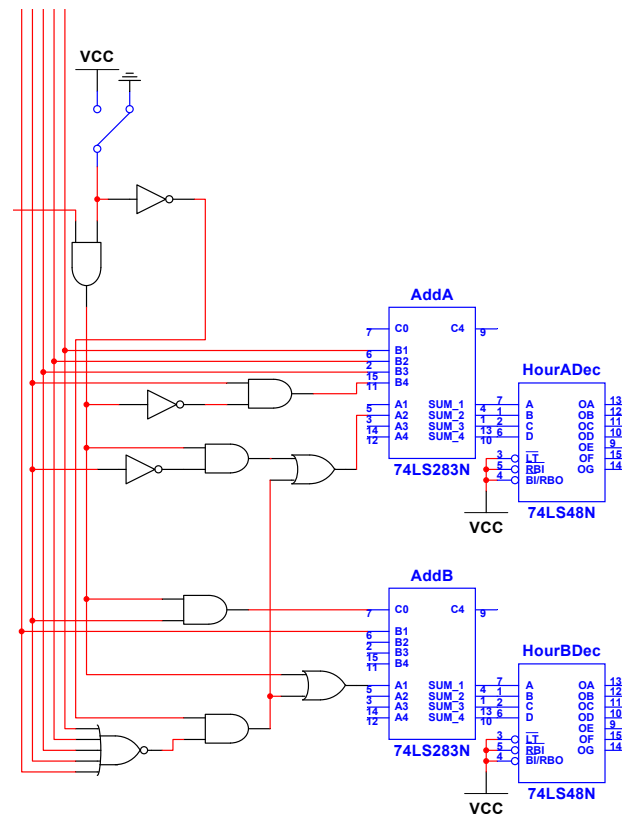 VCC
AddA
7 C0 C4 9
6 B1
2 B2
15 B3
11 B4
5 A1 SUM_1 4
3 A2 SUM_2 1
14 A3 SUM_3 13
12 A4 SUM_4 10
74LS283N
HourADec
7 A OA 13
1 B OB 12
2 C OC 11
6 D OD 10
OE 9
3 LT OF 15
5 RBI OG 14
4 BI/RBO
74LS48N
VCC
AddB
7 C0 C4 9
6 B1
2 B2
15 B3
11 B4
5 A1 SUM_1 4
3 A2 SUM_2 1
14 A3 SUM_3 13
12 A4 SUM_4 10
74LS283N
HourBDec
7 A OA 13
1 B OB 12
2 C OC 11
6 D OD 10
OE 9
3 LT OF 15
5 RBI OG 14
4 BI/RBO
74LS48N
VCC